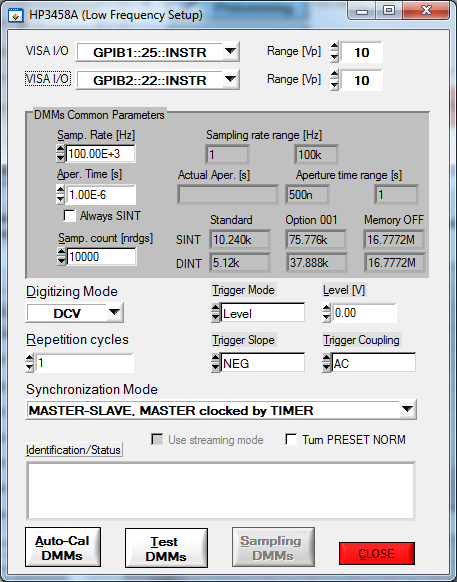 HP3458A (Low Frequency Setup)
VISA I/O GPIB1::25::INSTR Range [Vp] 10
VISA I/O GPIB2::22::INSTR Range [Vp] 10
DMMs Common Parameters
Samp. Rate [Hz] Sampling rate range [Hz]
100.00E+3 1 100k
Aper. Time [s] Actual Aper. [s] Aperture time range [s]
1.00E-6 500n 1
Always SINT Standard Option 001 Memory OFF
Samp. count [nrdgs] SINT 10.240k 75.776k 16.7772M
10000 DINT 5.12k 37.888k 16.7772M
Digitizing Mode Trigger Mode Level [V]
DCV Level 0.00
Repetition cycles Trigger Slope Trigger Coupling
1 NEG AC
Synchronization Mode
MASTER-SLAVE, MASTER clocked by TIMER
Use streaming mode Turn PRESET NORM
Identification/Status
Auto-Cal DMMs Test DMMs Sampling DMMs CLOSE